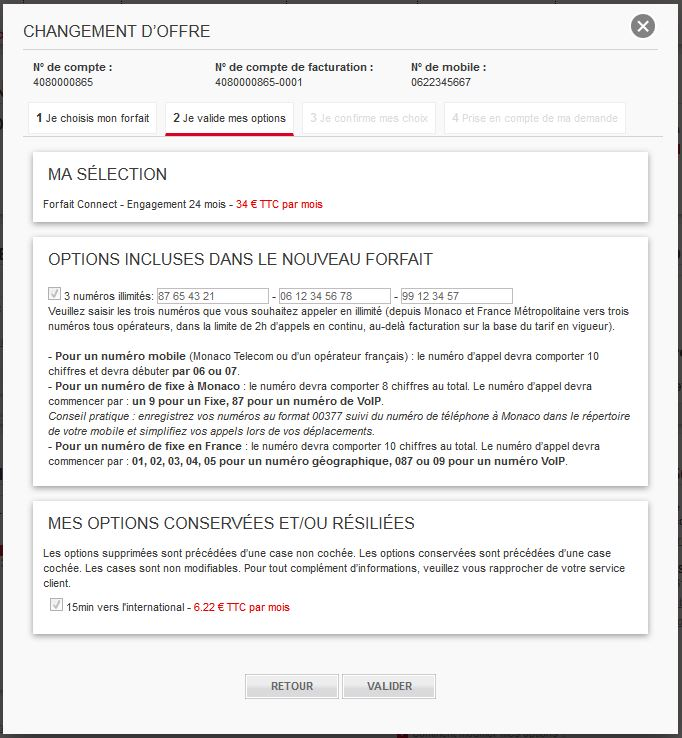 CHANGEMENT D'OFFRE
N° de compte : N° de compte de facturation : N° de mobile :
4080000865 4080000865-0001 0622345667
1 Je choisis mon forfait 2 Je valide mes options 3 Je confirme mes choix 4 Prise en compte de ma demande
MA SÉLECTION
Forfait Connect - Engagement 24 mois - 34 € TTC par mois
OPTIONS INCLUSES DANS LE NOUVEAU FORFAIT
3 numéros illimités: 87 65 43 21 - 06 12 34 56 78 - 99 12 34 57
Veuillez saisir les trois numéros que vous souhaitez appeler en illimité (depuis Monaco et France Métropolitaine vers trois
numéros tous opérateurs, dans la limite de 2h d'appels en continu, au-delà facturation sur la base du tarif en vigueur).
- Pour un numéro mobile (Monaco Telecom ou d'un opérateur français) : le numéro d'appel devra comporter 10
chiffres et devra débuter par 06 ou 07.
- Pour un numéro de fixe à Monaco : le numéro devra comporter 8 chiffres au total. Le numéro d'appel devra
commencer par : un 9 pour un Fixe, 87 pour un numéro de VoIP.
Conseil pratique : enregistrez vos numéros au format 00377 suivi du numéro de téléphone à Monaco dans le répertoire
de votre mobile et simplifiez vos appels lors de vos déplacements.
- Pour un numéro de fixe en France : le numéro devra comporter 10 chiffres au total. Le numéro d'appel devra
commencer par : 01, 02, 03, 04, 05 pour un numéro géographique, 087 ou 09 pour un numéro VoIP.
MES OPTIONS CONSERVÉES ET/OU RÉSILIÉES
Les options supprimées sont précédées d'une case non cochée. Les options conservées sont précédées d'une case
cochée. Les cases sont non modifiables. Pour tout complément d'informations, veuillez vous rapprocher de votre service
client.
15min vers l'international - 6.22 € TTC par mois
RETOUR VALIDER